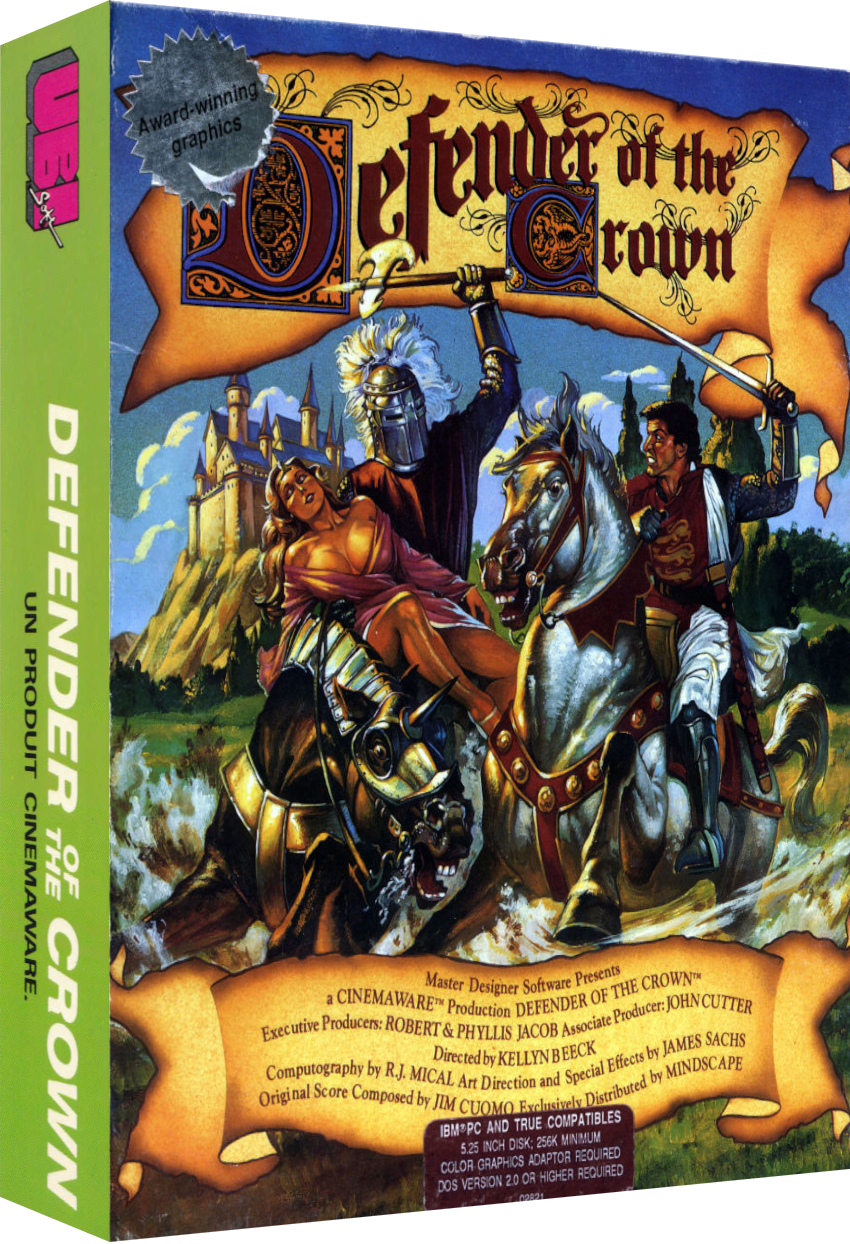 UBI
Soft
DEFENDER OF THE CROWN
UN PRODUIT CINEMAWARE.
Award-winning
graphics
Defender of the
Crown
Master Designer Software Presents
a CINEMAWARE™ Production DEFENDER OF THE CROWN™
Executive Producers: ROBERT & PHYLLIS JACOB Associate Producer: JOHN CUTTER
Directed by KELLYN BEECK
Computography by R.J. MICAL Art Direction and Special Effects by JAMES SACHS
Original Score Composed by JIM CUOMO Exclusively Distributed by MINDSCAPE
IBM® PC AND TRUE COMPATIBLES
5.25 INCH DISK; 256K MINIMUM
COLOR GRAPHICS ADAPTOR REQUIRED
DOS VERSION 2.0 OR HIGHER REQUIRED